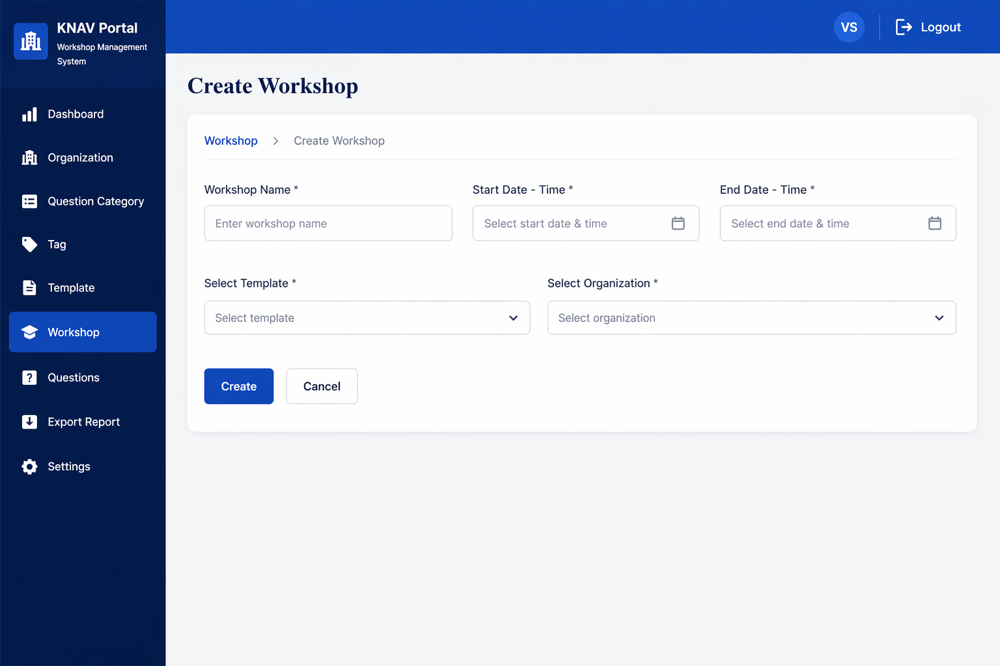 KNAV Portal
Workshop Management
System
VS
Logout
Dashboard
Organization
Question Category
Tag
Template
Workshop
Questions
Export Report
Settings
Create Workshop
Workshop > Create Workshop
Workshop Name *
Start Date - Time *
End Date - Time *
Enter workshop name
Select start date & time
Select end date & time
Select Template *
Select Organization *
Select template
Select organization
Create
Cancel